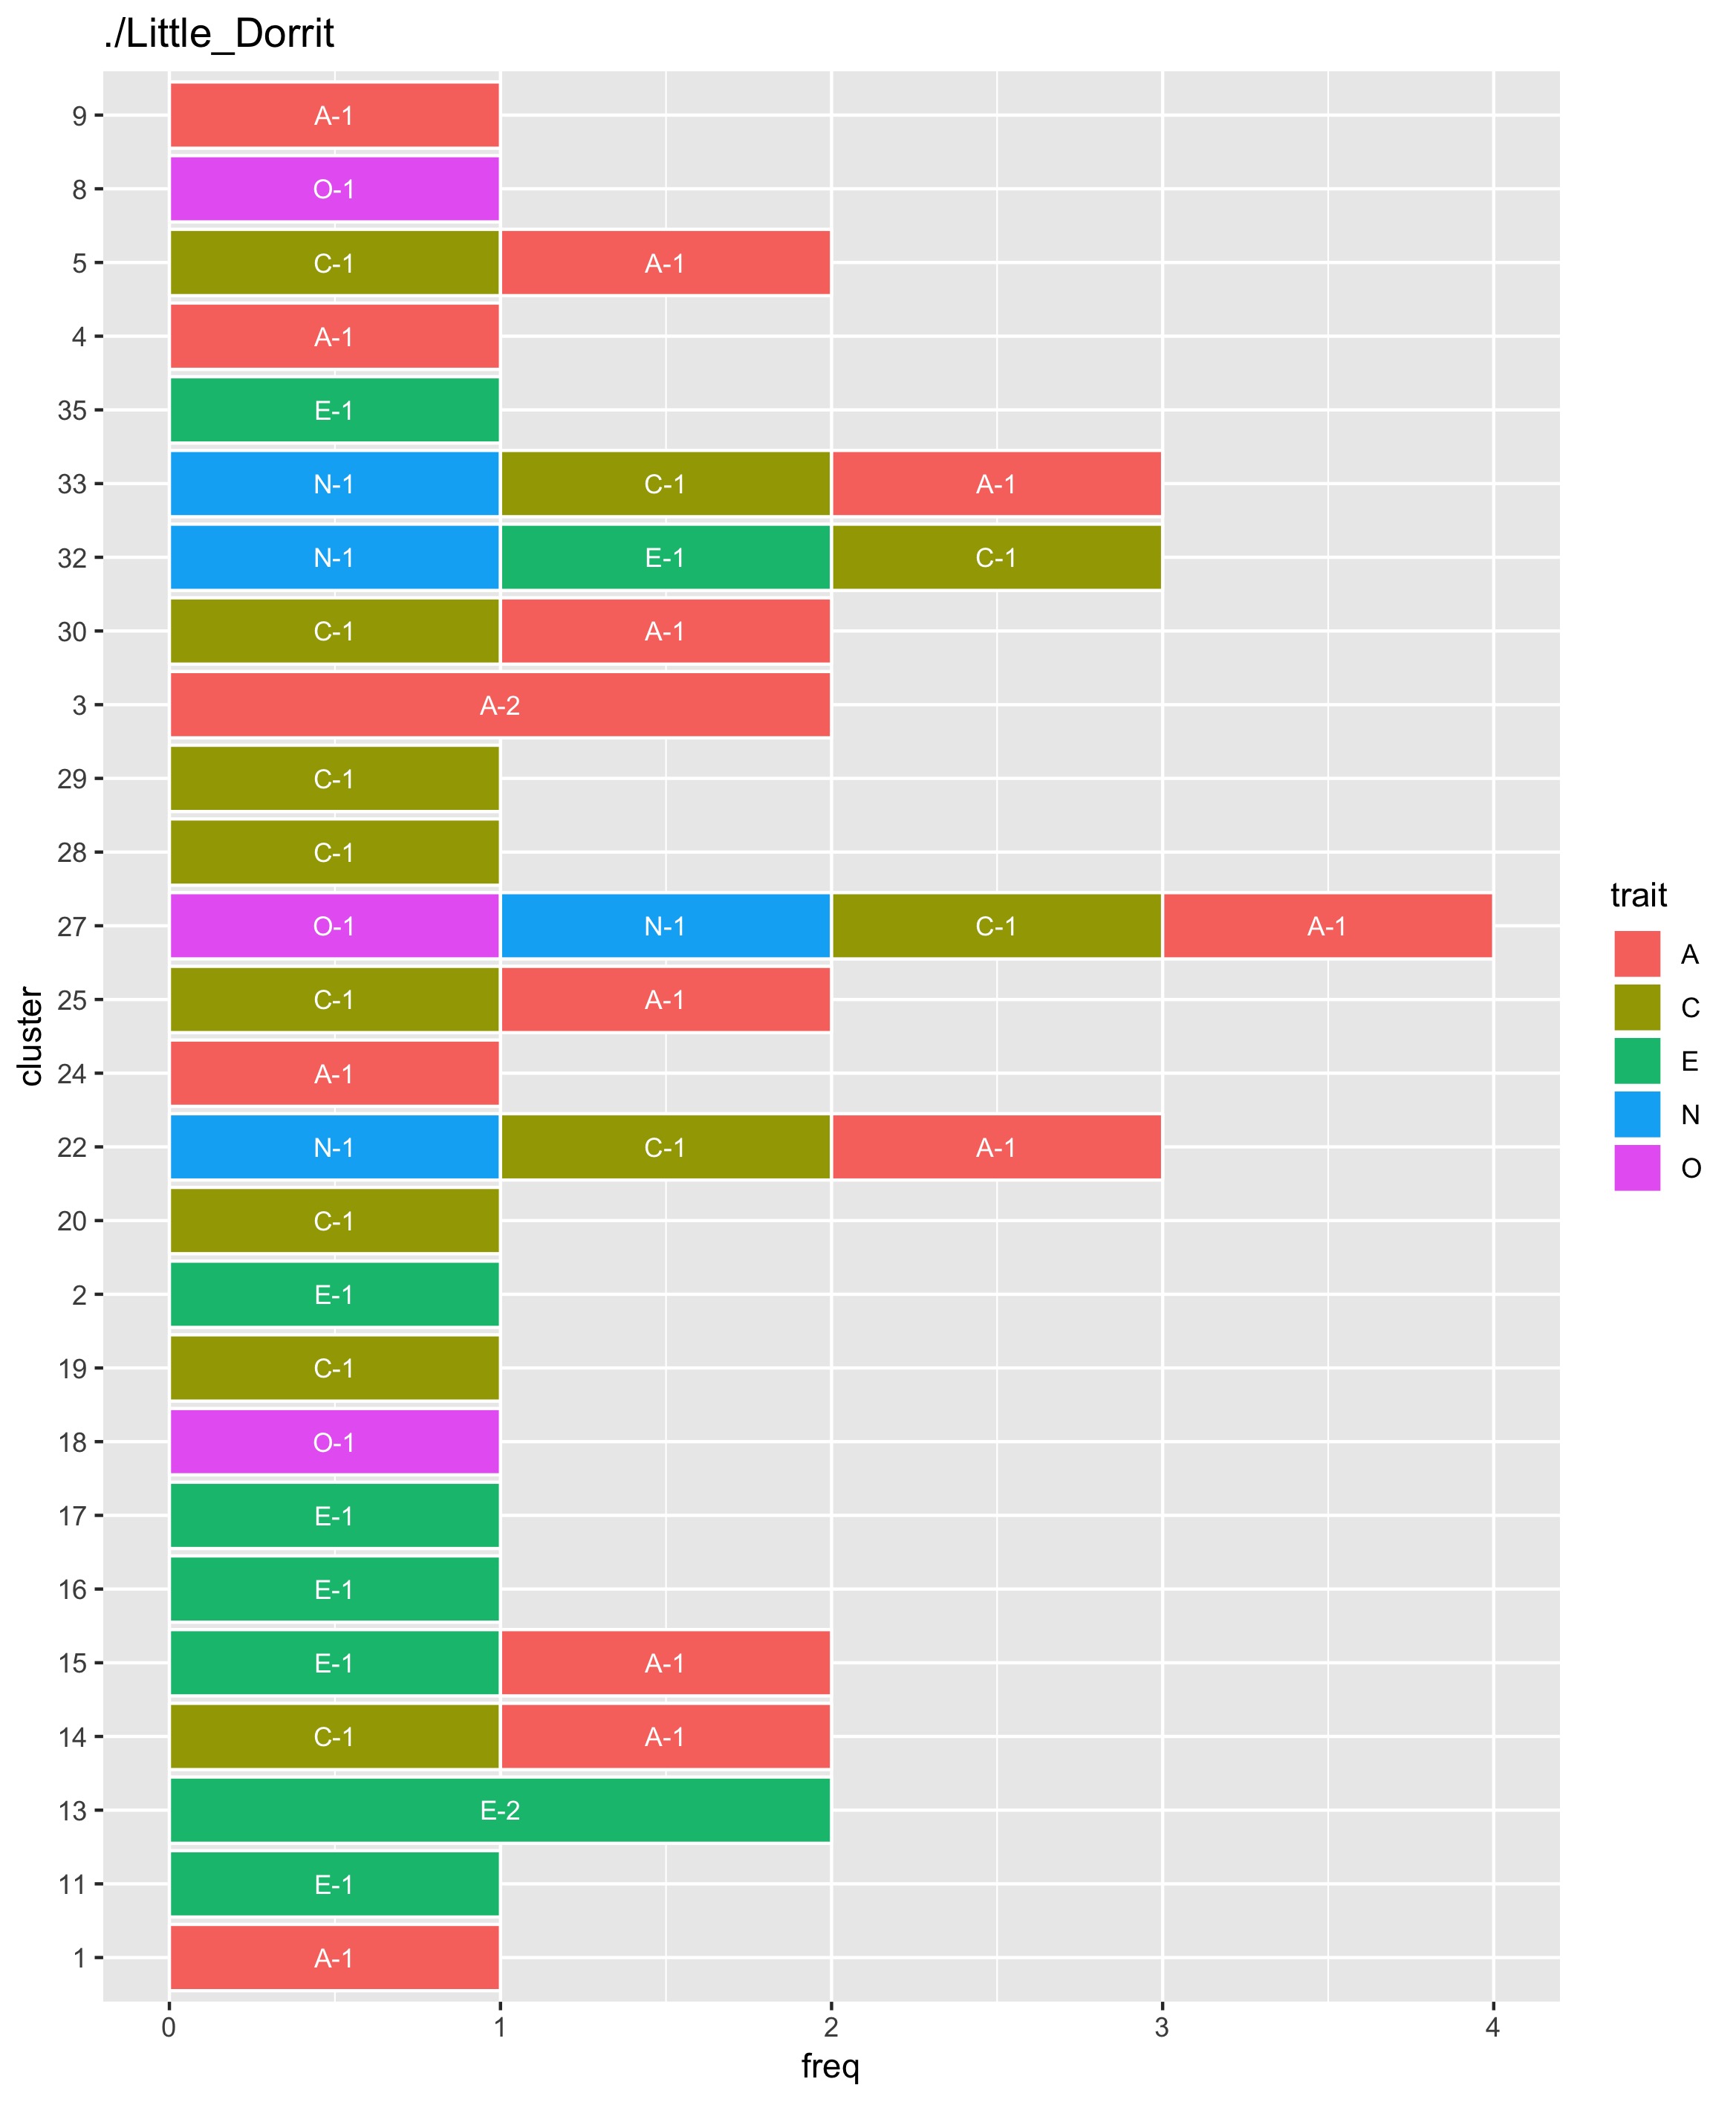 ./Little_Dorrit
9 A-1
8 O-1
5 C-1 A-1
4 A-1
35 E-1
33 N-1 C-1 A-1
32 N-1 E-1 C-1
30 C-1 A-1
3 A-2
29 C-1
28 C-1
27 O-1 N-1 C-1 A-1
25 C-1 A-1
24 A-1
22 N-1 C-1 A-1
20 C-1
2 E-1
19 C-1
18 O-1
17 E-1
16 E-1
15 E-1 A-1
14 C-1 A-1
13 E-2
11 E-1
1 A-1
0 1 2 3 4
freq
cluster
trait
A
C
E
N
O